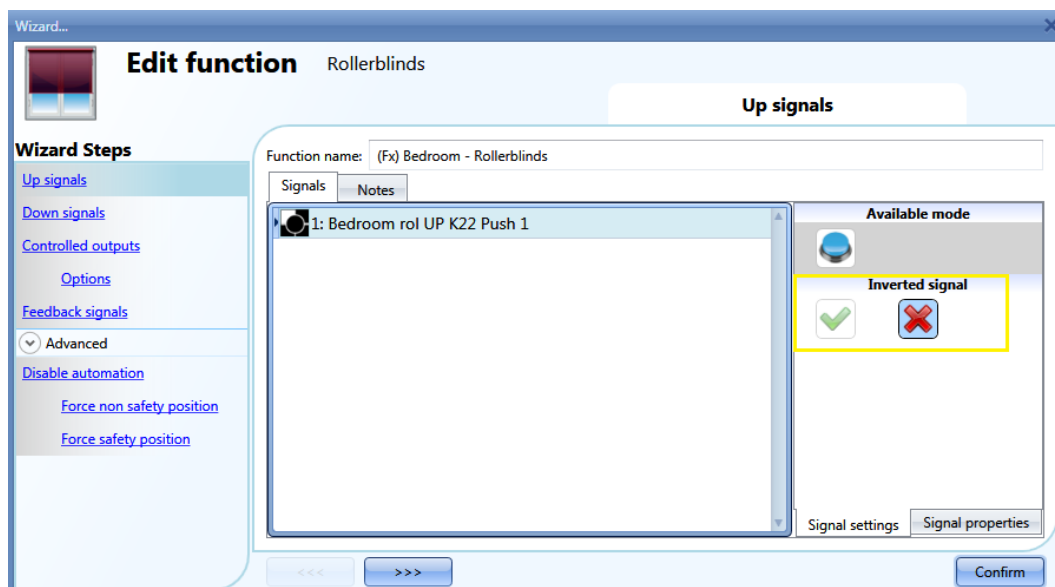 Wizard...
Edit function Rollerblinds
Up signals
Wizard Steps
Up signals
Down signals
Controlled outputs
Options
Feedback signals
Advanced
Disable automation
Force non safety position
Force safety position
Function name: (Fx) Bedroom - Rollerblinds
Signals Notes
1: Bedroom rol UP K22 Push 1
Available mode
Inverted signal
Signal settings Signal properties
<<< >>> Confirm